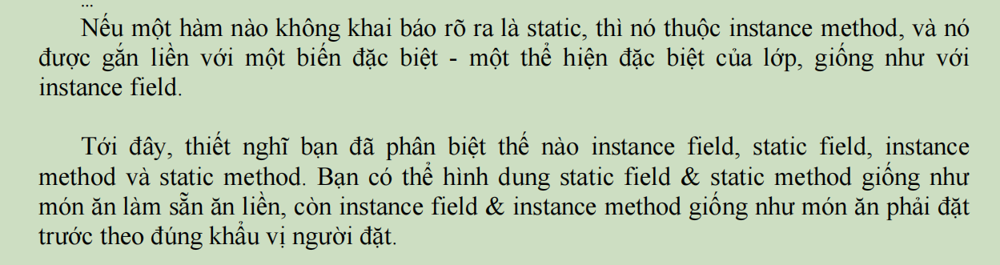 ...
Nếu một hàm nào không khai báo rõ ra là static, thì nó thuộc instance method, và nó
được gắn liền với một biến đặc biệt - một thể hiện đặc biệt của lớp, giống như với
instance field.
Tới đây, thiết nghĩ bạn đã phân biệt thế nào instance field, static field, instance
method và static method. Bạn có thể hình dung static field & static method giống như
món ăn làm sẵn ăn liền, còn instance field & instance method giống như món ăn phải đặt
trước theo đúng khẩu vị người đặt.